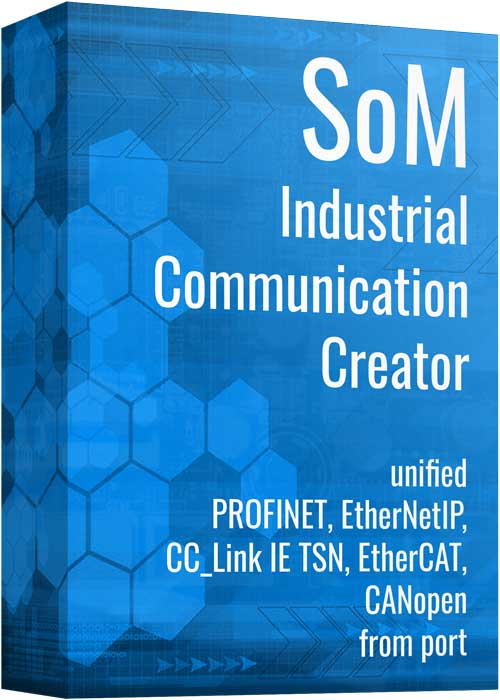 SoM
Industrial
Communication
Creator
unified
PROFINET, EtherNetIP,
CC_Link IE TSN, EtherCAT,
CANopen
from port